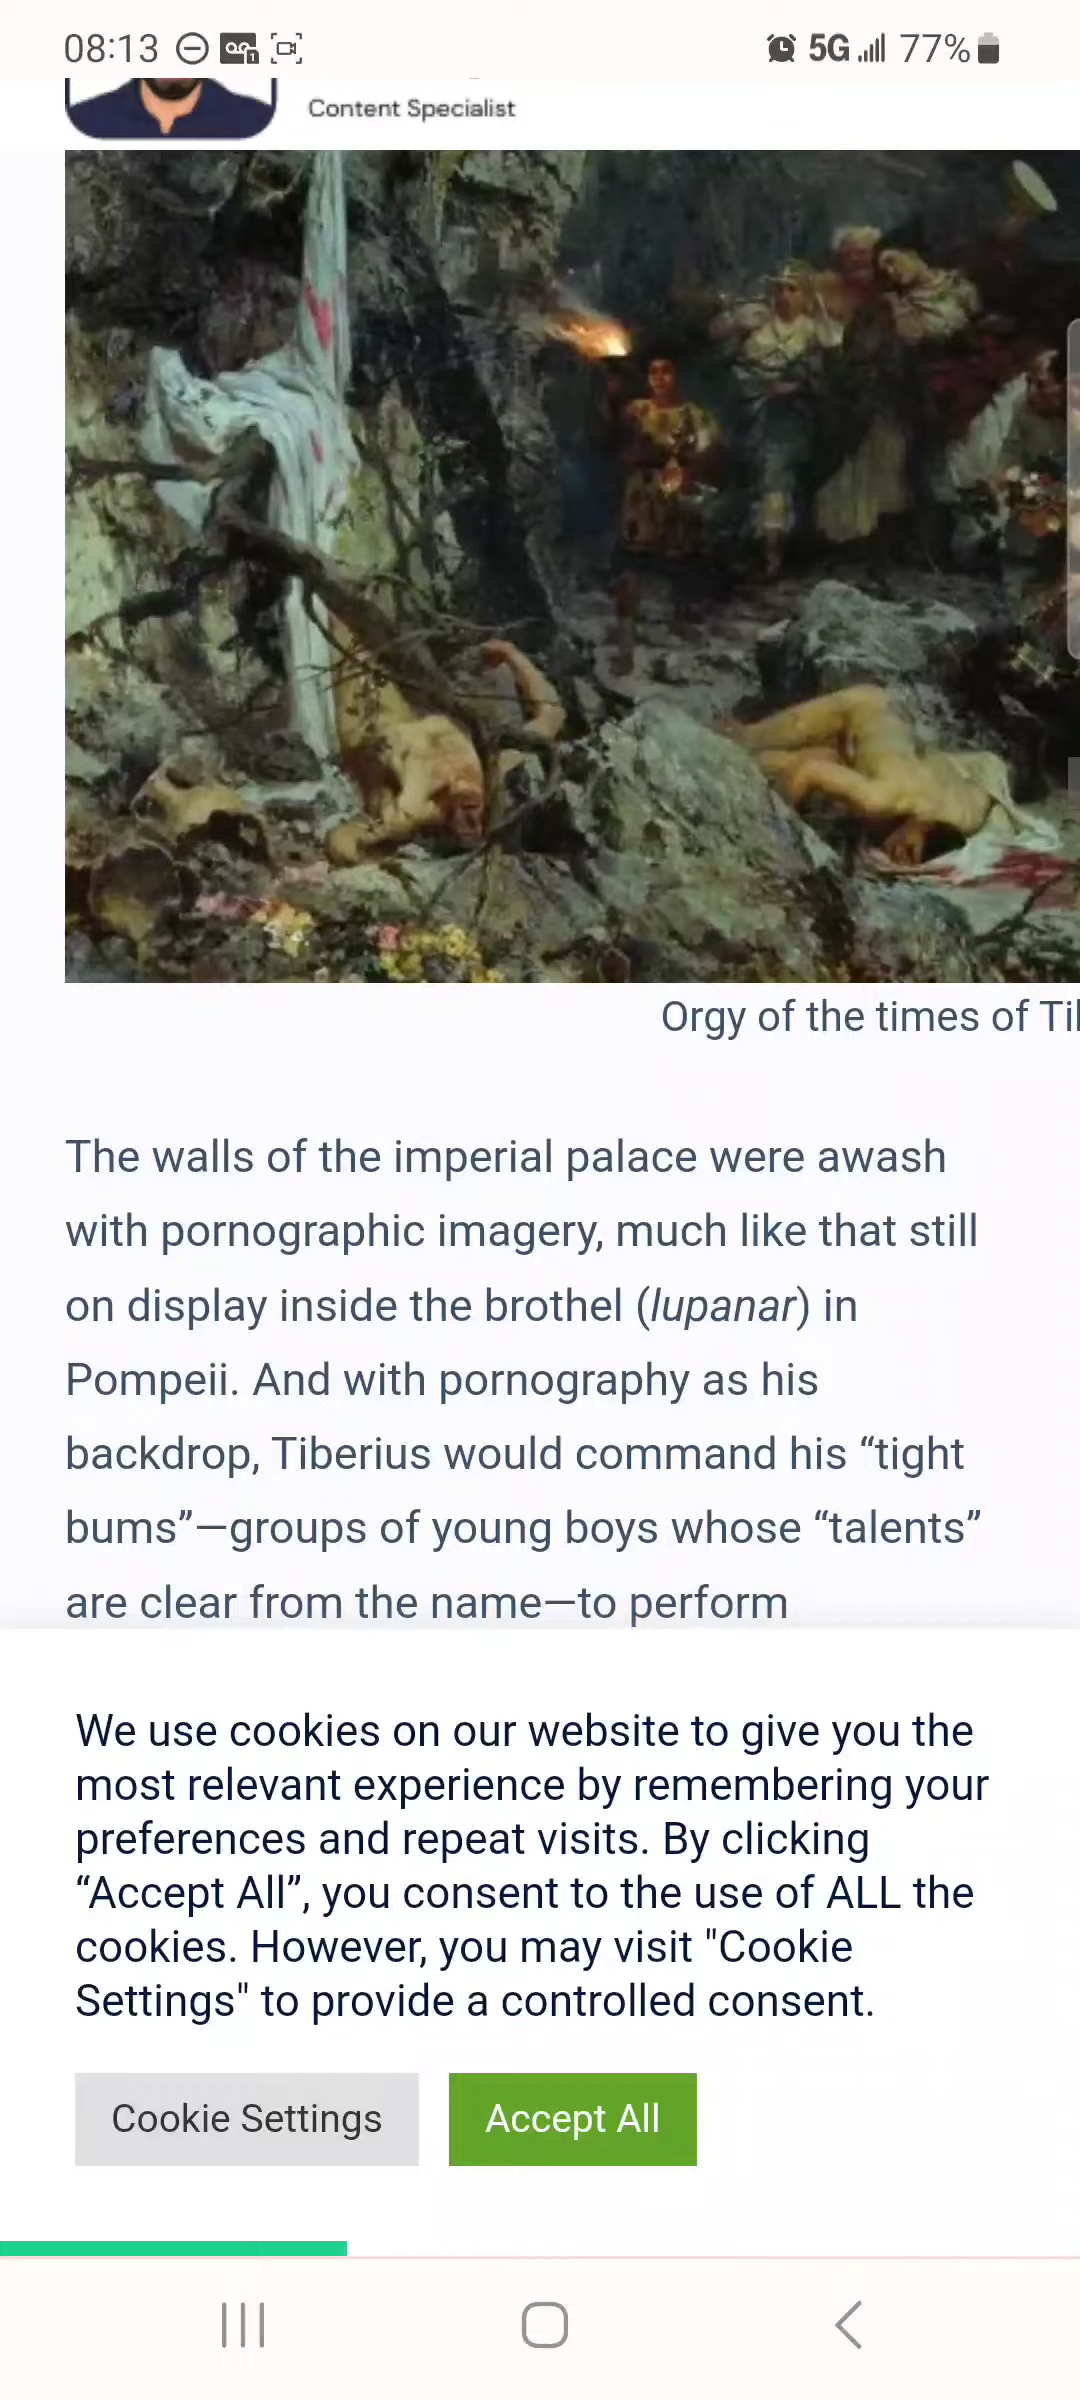 08:13
5G 77%
Content Specialist
Orgy of the times of
The walls of the imperial palace were awash
with pornographic imagery, much like that still
on display inside the brothel (lupanar) in
Pompeii. And with pornography as his
backdrop, Tiberius would command his “tight
bums”—groups of young boys whose “talents”
are clear from the name—to perform
We use cookies on our website to give you the
most relevant experience by remembering your
preferences and repeat visits. By clicking
“Accept All”, you consent to the use of ALL the
cookies. However, you may visit "Cookie
Settings" to provide a controlled consent.
Cookie Settings
Accept All